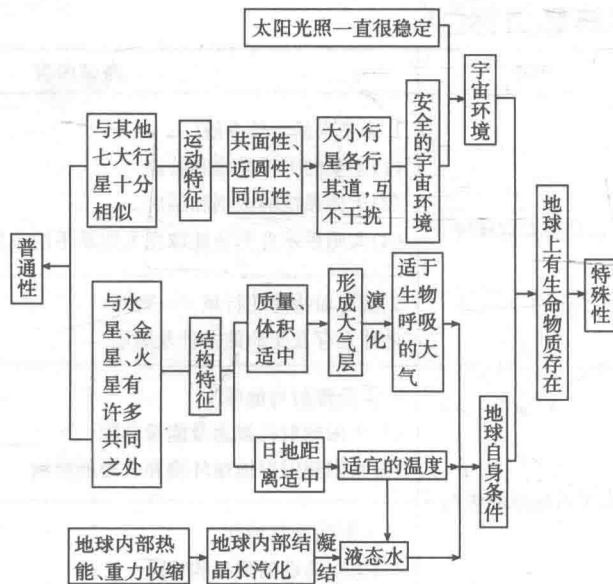 太阳光照一直很稳定
宇宙环境
安全的宇宙环境
与其他
七大行
星十分
相似
运动特征
共面性、
近圆性、
同向性
大小行
星各行
其道，互
不干扰
普通性
与水
星、金
星、火
星有
许多
共同
之处
结构特征
质量
体积
适中
形成大气层
演化
适于
生物
呼吸
的大
气
地球上有生命物质存在
特殊性
日地距
离适中
适宜的温度
地球自身条件
地球内部热
能、重力收缩
地球内部结
晶水汽化
凝结
液态水